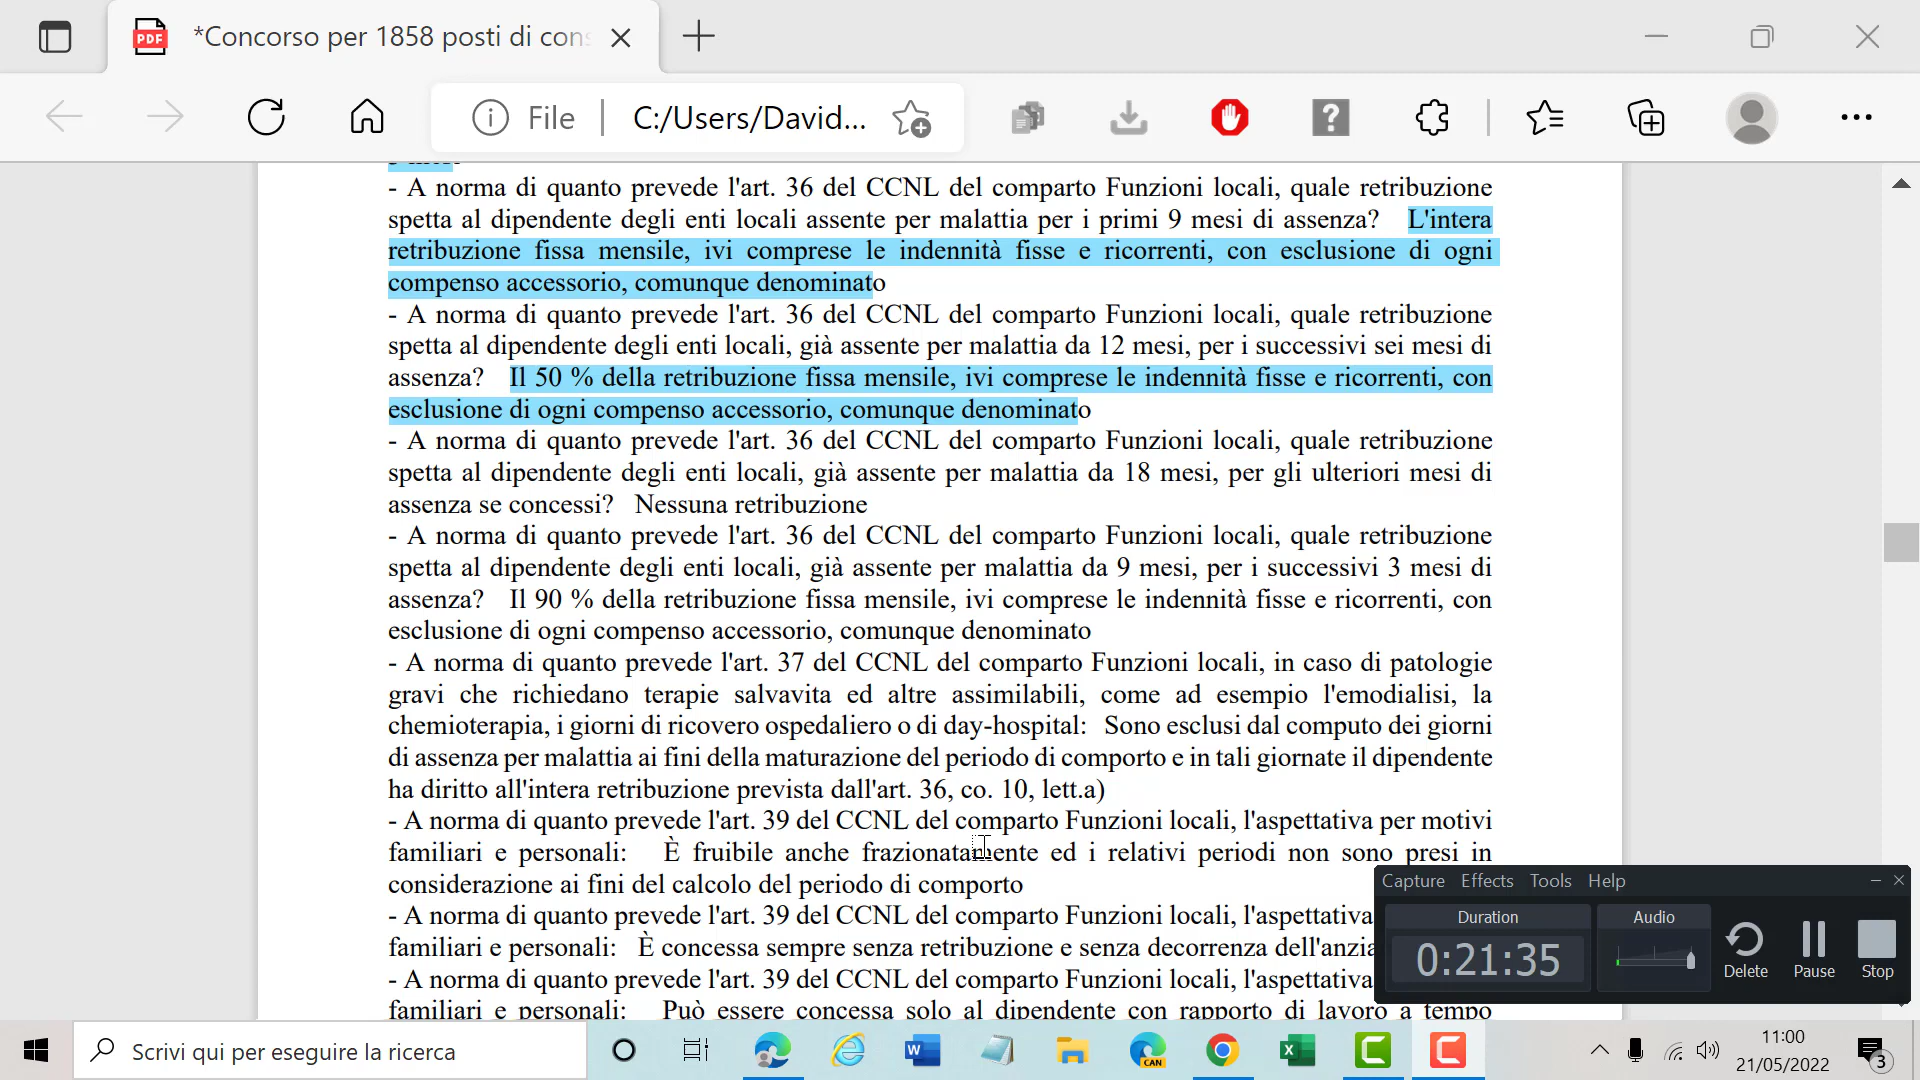 *Concorso per 1858 posti di cons
File
C:/Users/David...
- A norma di quanto prevede l'art. 36 del CCNL del comparto Funzioni locali, quale retribuzione
spetta al dipendente degli enti locali assente per malattia per i primi 9 mesi di assenza? L'intera
retribuzione fissa mensile, ivi comprese le indennità fisse e ricorrenti, con esclusione di ogni
compenso accessorio, comunque denominato
- A norma di quanto prevede l'art. 36 del CCNL del comparto Funzioni locali, quale retribuzione
spetta al dipendente degli enti locali, già assente per malattia da 12 mesi, per i successivi sei mesi di
assenza? Il 50 % della retribuzione fissa mensile, ivi comprese le indennità fisse e ricorrenti, con
esclusione di ogni compenso accessorio, comunque denominato
- A norma di quanto prevede l'art. 36 del CCNL del comparto Funzioni locali, quale retribuzione
spetta al dipendente degli enti locali, già assente per malattia da 18 mesi, per gli ulteriori mesi di
assenza se concessi? Nessuna retribuzione
- A norma di quanto prevede l'art. 36 del CCNL del comparto Funzioni locali, quale retribuzione
spetta al dipendente degli enti locali, già assente per malattia da 9 mesi, per i successivi 3 mesi di
assenza? Il 90 % della retribuzione fissa mensile, ivi comprese le indennità fisse e ricorrenti, con
esclusione di ogni compenso accessorio, comunque denominato
- A norma di quanto prevede l'art. 37 del CCNL del comparto Funzioni locali, in caso di patologie
gravi che richiedano terapie salvavita ed altre assimilabili, come ad esempio l'emodialisi, la
chemioterapia, i giorni di ricovero ospedaliero o di day-hospital: Sono esclusi dal computo dei giorni
di assenza per malattia ai fini della maturazione del periodo di comporto e in tali giornate il dipendente
ha diritto all'intera retribuzione prevista dall'art. 36, co. 10, lett.a)
- A norma di quanto prevede l'art. 39 del CCNL del comparto Funzioni locali, l'aspettativa per motivi
familiari e personali: È fruibile anche frazionatamente ed i relativi periodi non sono presi in
considerazione ai fini del calcolo del periodo di comporto
- A norma di quanto prevede l'art. 39 del CCNL del comparto Funzioni locali, l'aspettativa
familiari e personali: È concessa sempre senza retribuzione e senza decorrenza dell'anzia
- A norma di quanto prevede l'art. 39 del CCNL del comparto Funzioni locali, l'aspettativa
familiari e personali: Può essere concessa solo al dipendente con rapporto di lavoro a tempo
Capture Effects Tools Help
Duration
Audio
0:21:35
Delete
Pause
Stop
Scrivi qui per eseguire la ricerca
CAN
11:00
21/05/2022
3